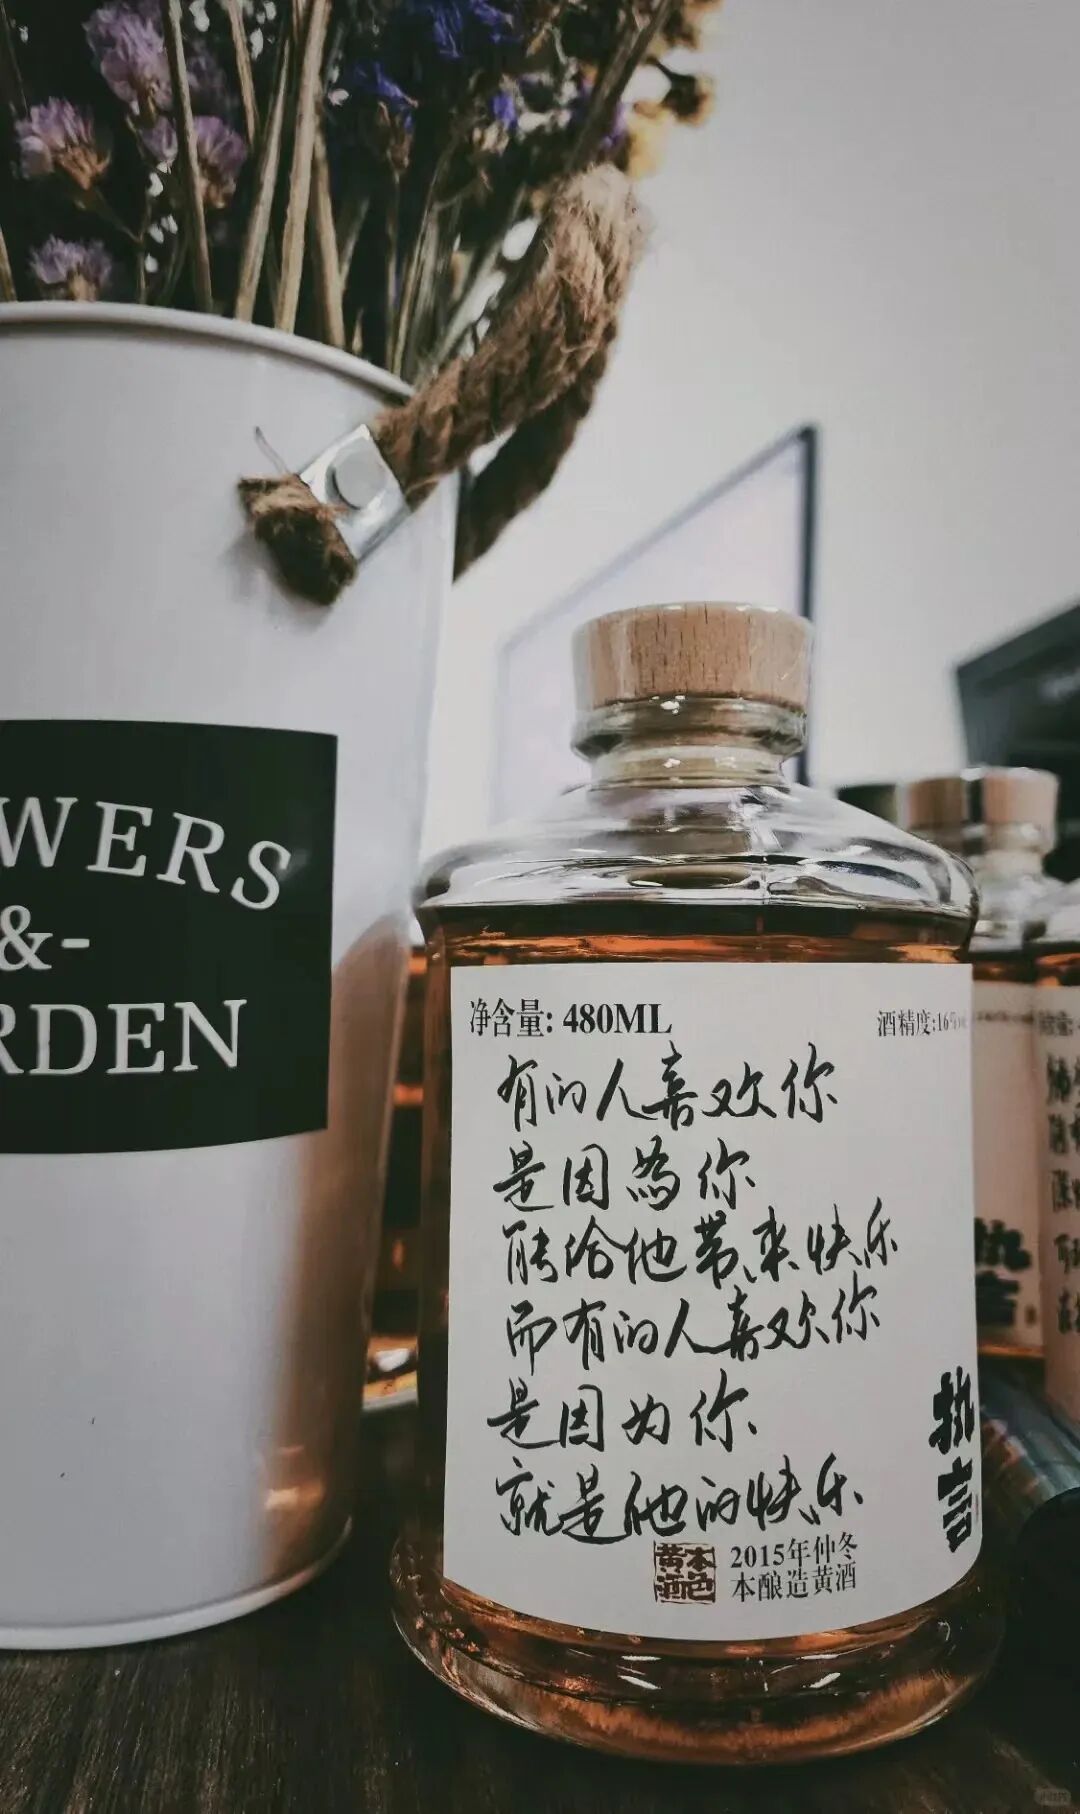 WERS
&-
RDEN
净含量: 480ML
酒精度:16%
有的人喜欢你
是因為你
能给他带来快乐
而有的人喜欢你
是因为你
就是他的快乐
执言
本色
黄酒
2015年仲冬
本酿造黄酒